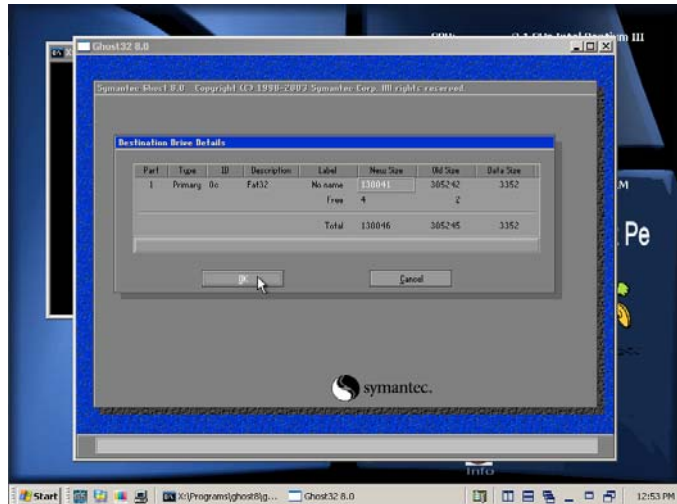 Ghost32 8.0
Symantec Ghost 8.0 Copyright (C) 1998-2003 Symantec Corp. All rights reserved.
Destination Drive Details
Part Type ID Description Label New Size Old Size Data Size
1 Primary 0c Fat32 No name 130041 305242 3352
Free 4 2
Total 130046 305245 3352
OK Cancel
symantec.
III
M
Pe
Info
Start X:\Programs\ghost8\g... Ghost32 8.0 12:53 PM